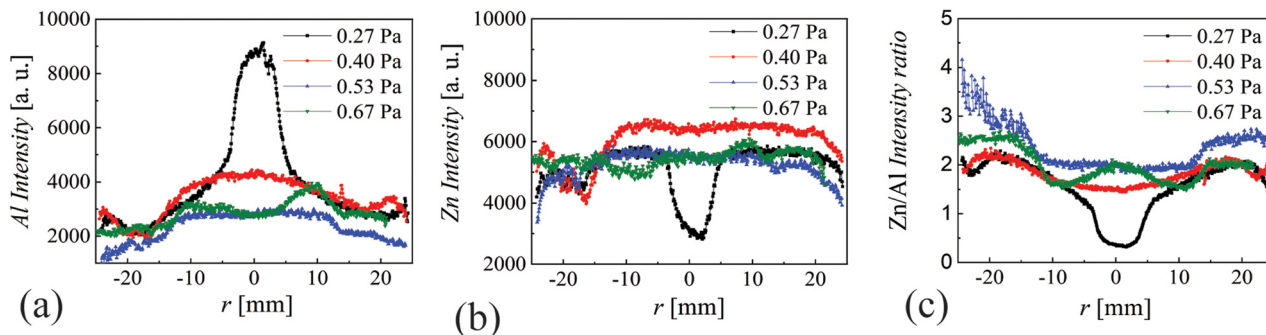 10000
8000
6000
4000
2000
Al Intensity [a. u.]
0.27 Pa
0.40 Pa
0.53 Pa
0.67 Pa
-20 -10 0 10 20
r [mm]
(a)
10000
8000
6000
4000
2000
Zn Intensity [a. u.]
0.27 Pa
0.40 Pa
0.53 Pa
0.67 Pa
-20 -10 0 10 20
r [mm]
(b)
5
4
3
2
1
0
Zn/Al Intensity ratio
0.27 Pa
0.40 Pa
0.53 Pa
0.67 Pa
-20 -10 0 10 20
r [mm]
(c)